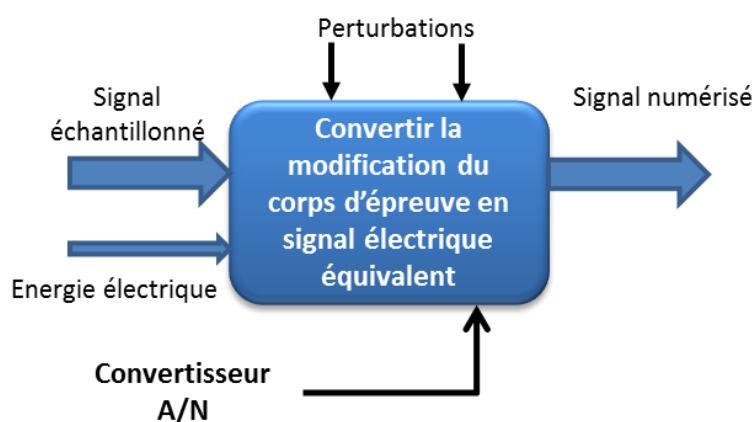 Perturbations
Signal
échantillonné
Signal numérisé
Convertir la
modification du
corps d'épreuve en
signal électrique
équivalent
Energie électrique
Convertisseur
A/N